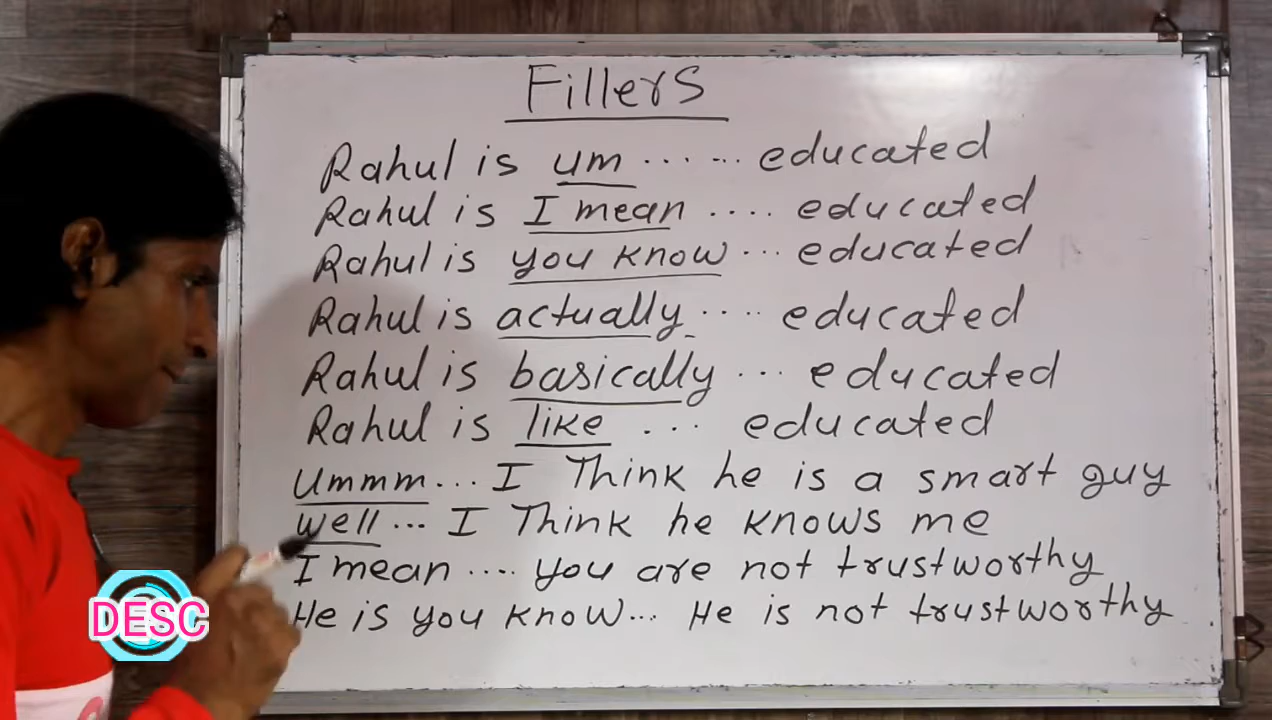 Fillers
Rahul is um ...... educated
Rahul is I mean .... educated
Rahul is you know ... educated
Rahul is actually .... educated
Rahul is basically ... educated
Rahul is like ... educated
Ummm... I Think he is a smart guy
well... I Think he knows me
I mean .... you are not trustworthy
He is you know... He is not trustworthy
DESC